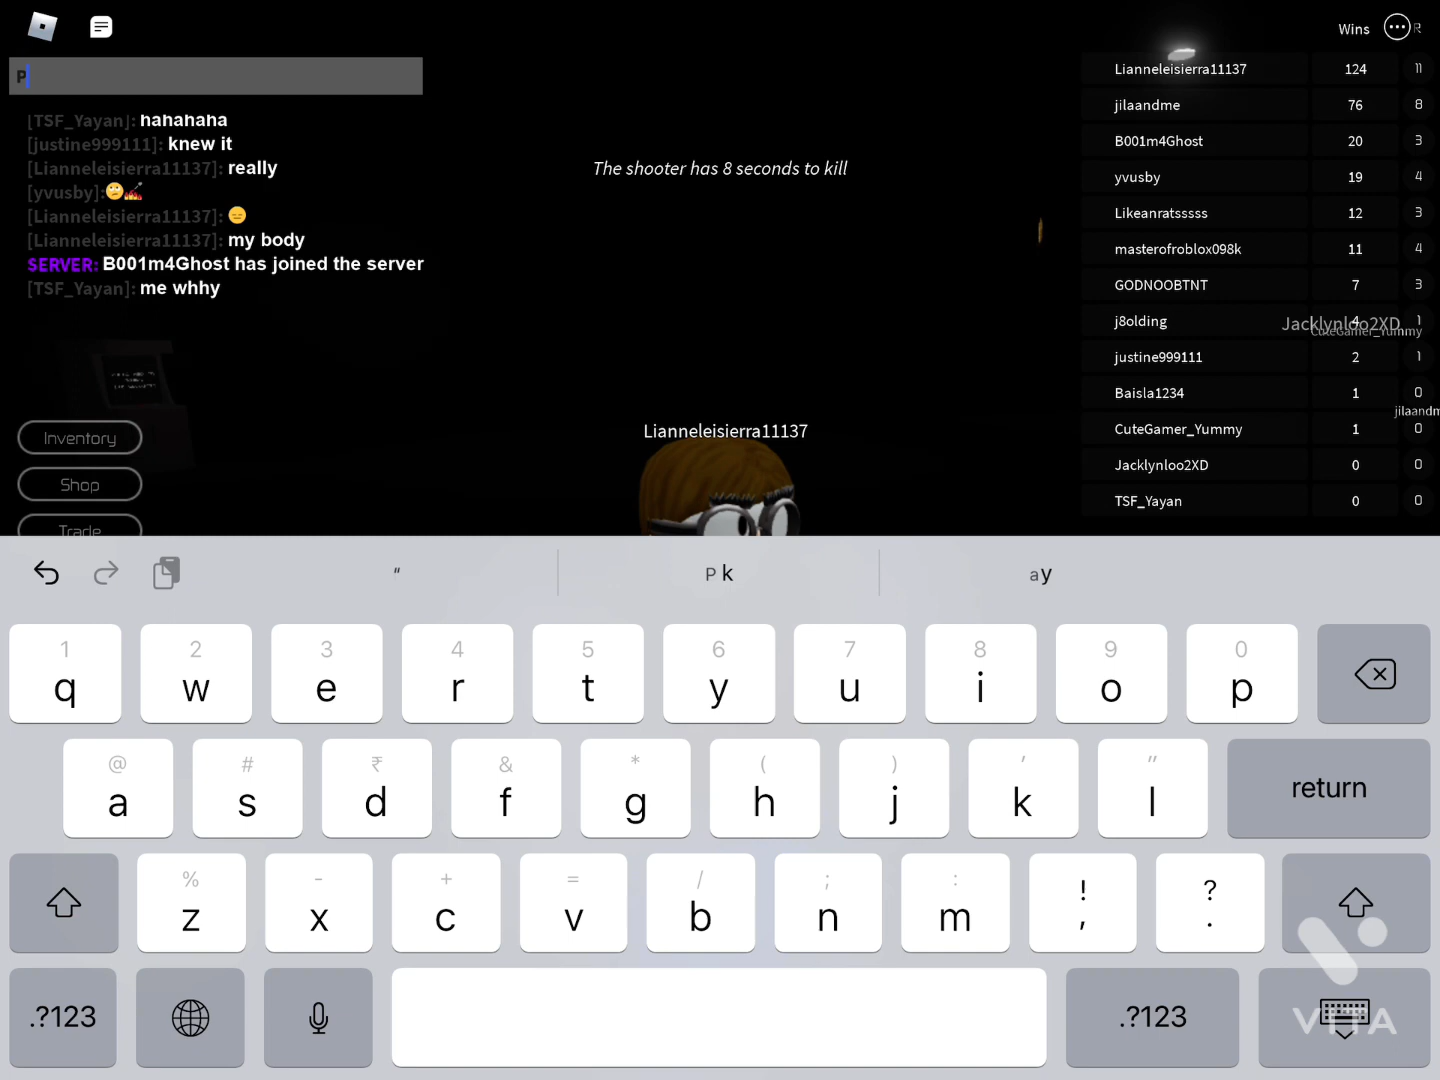 Wins
R
P
[TSF_Yayan]: hahahaha
[justine999111]: knew it
[Lianneleisierra11137]: really
[yvusby]:🙄💅
[Lianneleisierra11137]: 😑
[Lianneleisierra11137]: my body
SERVER: B001m4Ghost has joined the server
[TSF_Yayan]: me whhy
The shooter has 8 seconds to kill
Lianneleisierra11137 124 11
jilaandme 76 8
B001m4Ghost 20 3
yvusby 19 4
Likeanratsssss 12 3
masterofroblox098k 11 4
GODNOOBTNT 7 3
j8olding 4 1
Jacklynloo2XD
CuteGamer_Yummy
justine999111 2 1
Baisla1234 1 0
jilaandm
CuteGamer_Yummy 1 0
Jacklynloo2XD 0 0
TSF_Yayan 0 0
Lianneleisierra11137
Inventory
Shop
Trade
“ P k ay
1 2 3 4 5 6 7 8 9 0
q w e r t y u i o p
@ # ₹ & * ( ) ' "
a s d f g h j k l return
% - + = / ; : ! ?
z x c v b n m , .
.?123 .?123
VITA